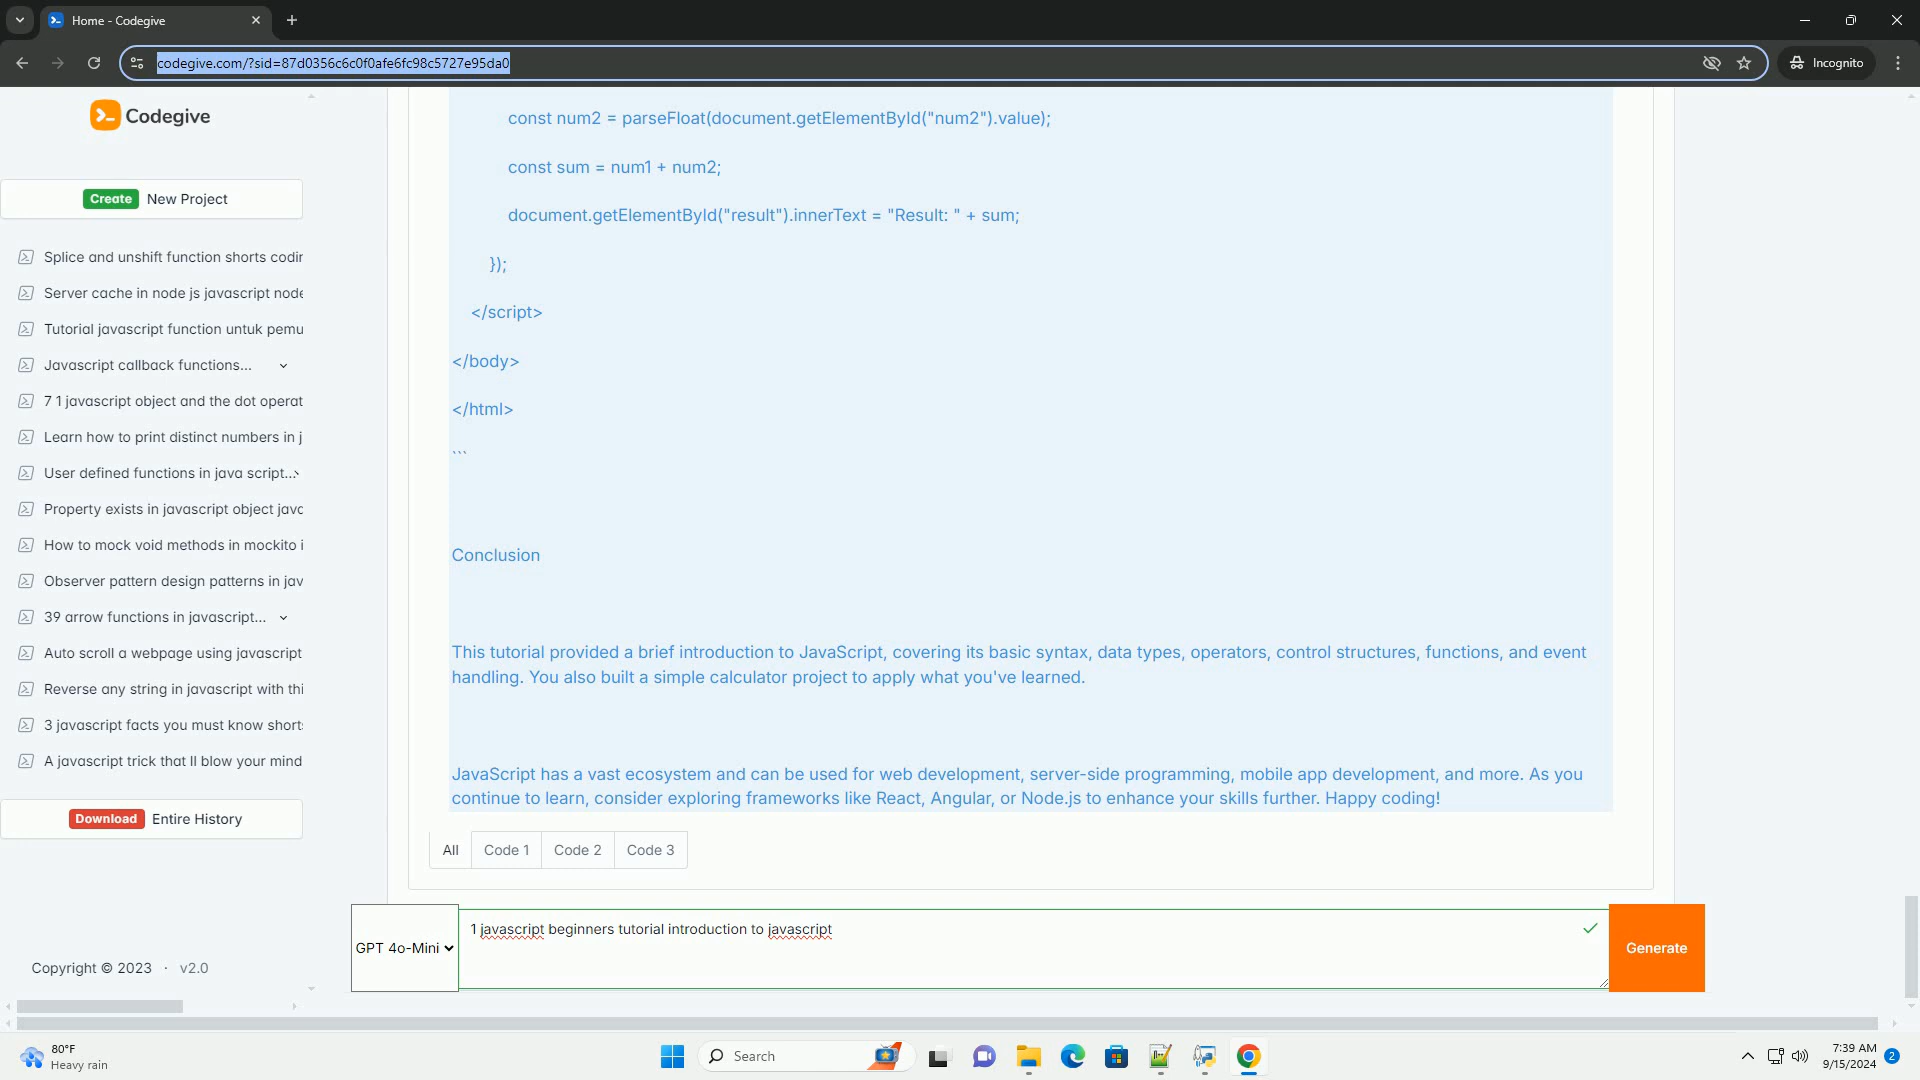 Home - Codegive
codegive.com/?sid=87d0356c6c0f0afe6fc98c5727e95da0
Incognito
Codegive
Create New Project
Splice and unshift function shorts codin
Server cache in node js javascript node
Tutorial javascript function untuk pemu
Javascript callback functions...
7 1 javascript object and the dot operat
Learn how to print distinct numbers in j
User defined functions in java script...
Property exists in javascript object java
How to mock void methods in mockito i
Observer pattern design patterns in jav
39 arrow functions in javascript...
Auto scroll a webpage using javascript
Reverse any string in javascript with thi
3 javascript facts you must know shorts
A javascript trick that ll blow your mind
Download Entire History
Copyright © 2023 · v2.0
const num2 = parseFloat(document.getElementById("num2").value);
const sum = num1 + num2;
document.getElementById("result").innerText = "Result: " + sum;
});
</script>
</body>
</html>
```
Conclusion
This tutorial provided a brief introduction to JavaScript, covering its basic syntax, data types, operators, control structures, functions, and event
handling. You also built a simple calculator project to apply what you've learned.
JavaScript has a vast ecosystem and can be used for web development, server-side programming, mobile app development, and more. As you
continue to learn, consider exploring frameworks like React, Angular, or Node.js to enhance your skills further. Happy coding!
All Code 1 Code 2 Code 3
GPT 4o-Mini
1 javascript beginners tutorial introduction to javascript
Generate
80°F
Heavy rain
Search
7:39 AM
9/15/2024
2